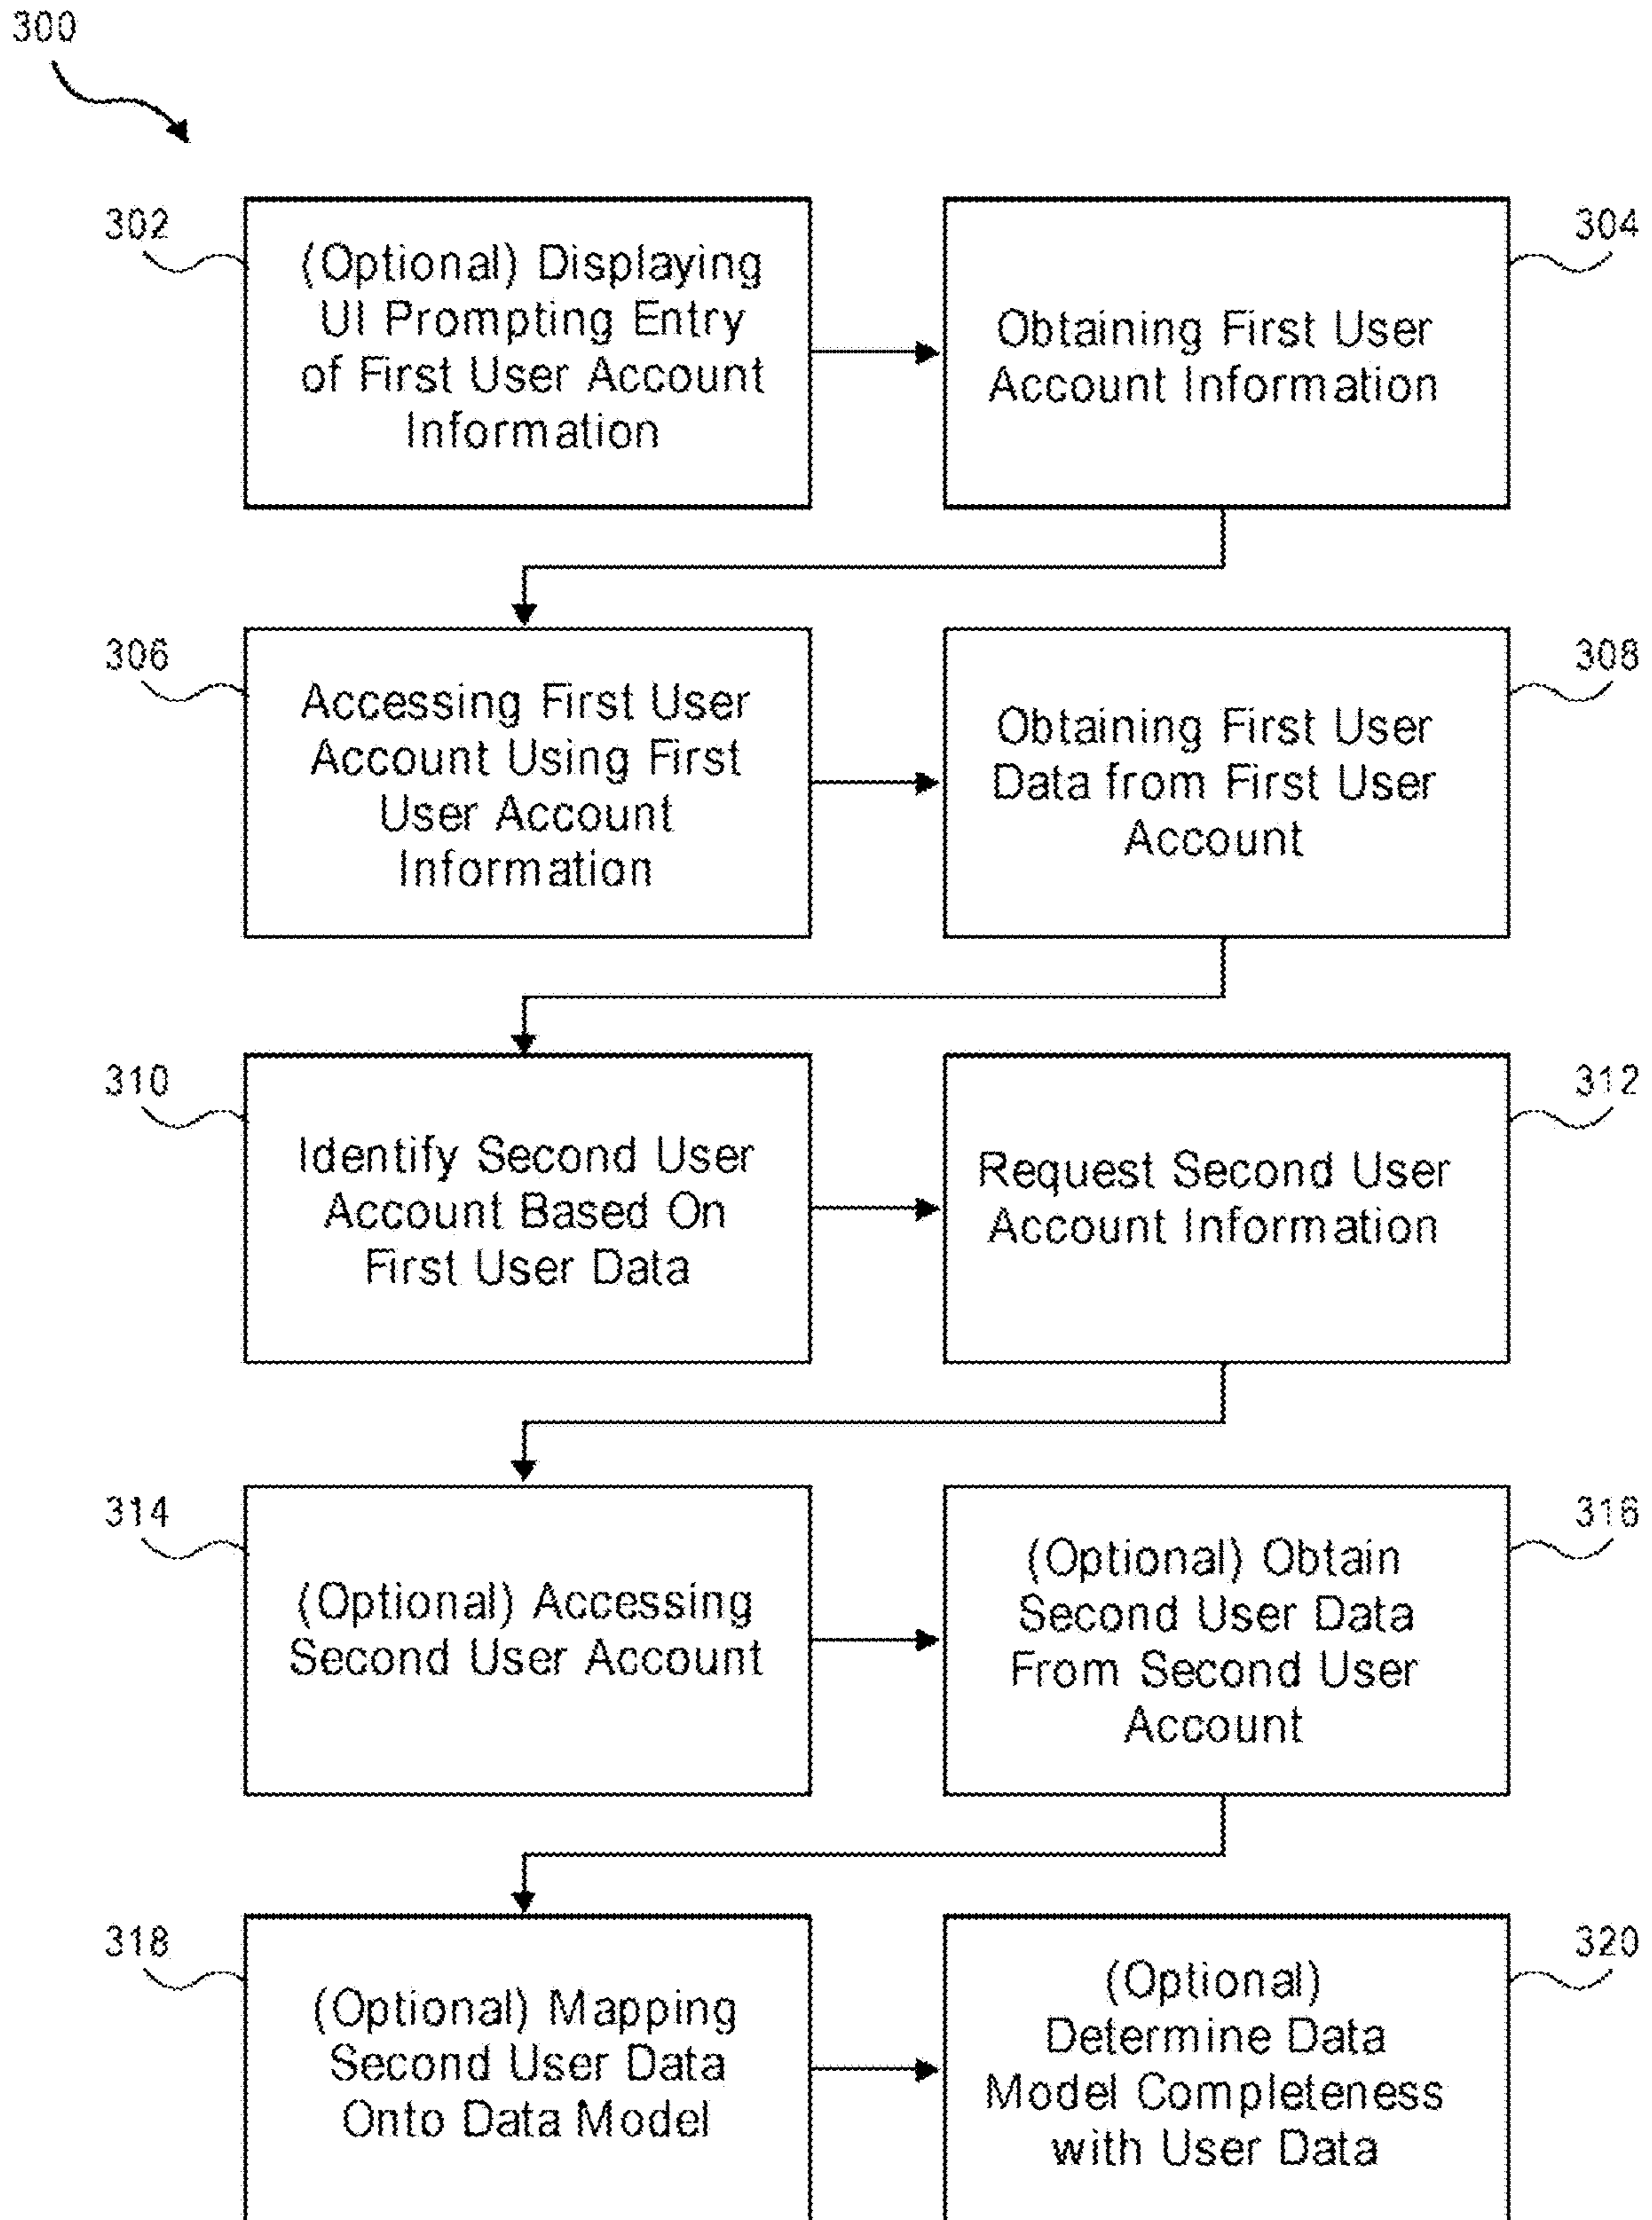 300
302
(Optional) Displaying
UI Prompting Entry
of First User Account
Information
304
Obtaining First User
Account Information
306
Accessing First User
Account Using First
User Account
Information
308
Obtaining First User
Data from First User
Account
310
Identify Second User
Account Based On
First User Data
312
Request Second User
Account Information
314
(Optional) Accessing
Second User Account
316
(Optional) Obtain
Second User Data
From Second User
Account
318
(Optional) Mapping
Second User Data
Onto Data Model
320
(Optional)
Determine Data
Model Completeness
with User Data